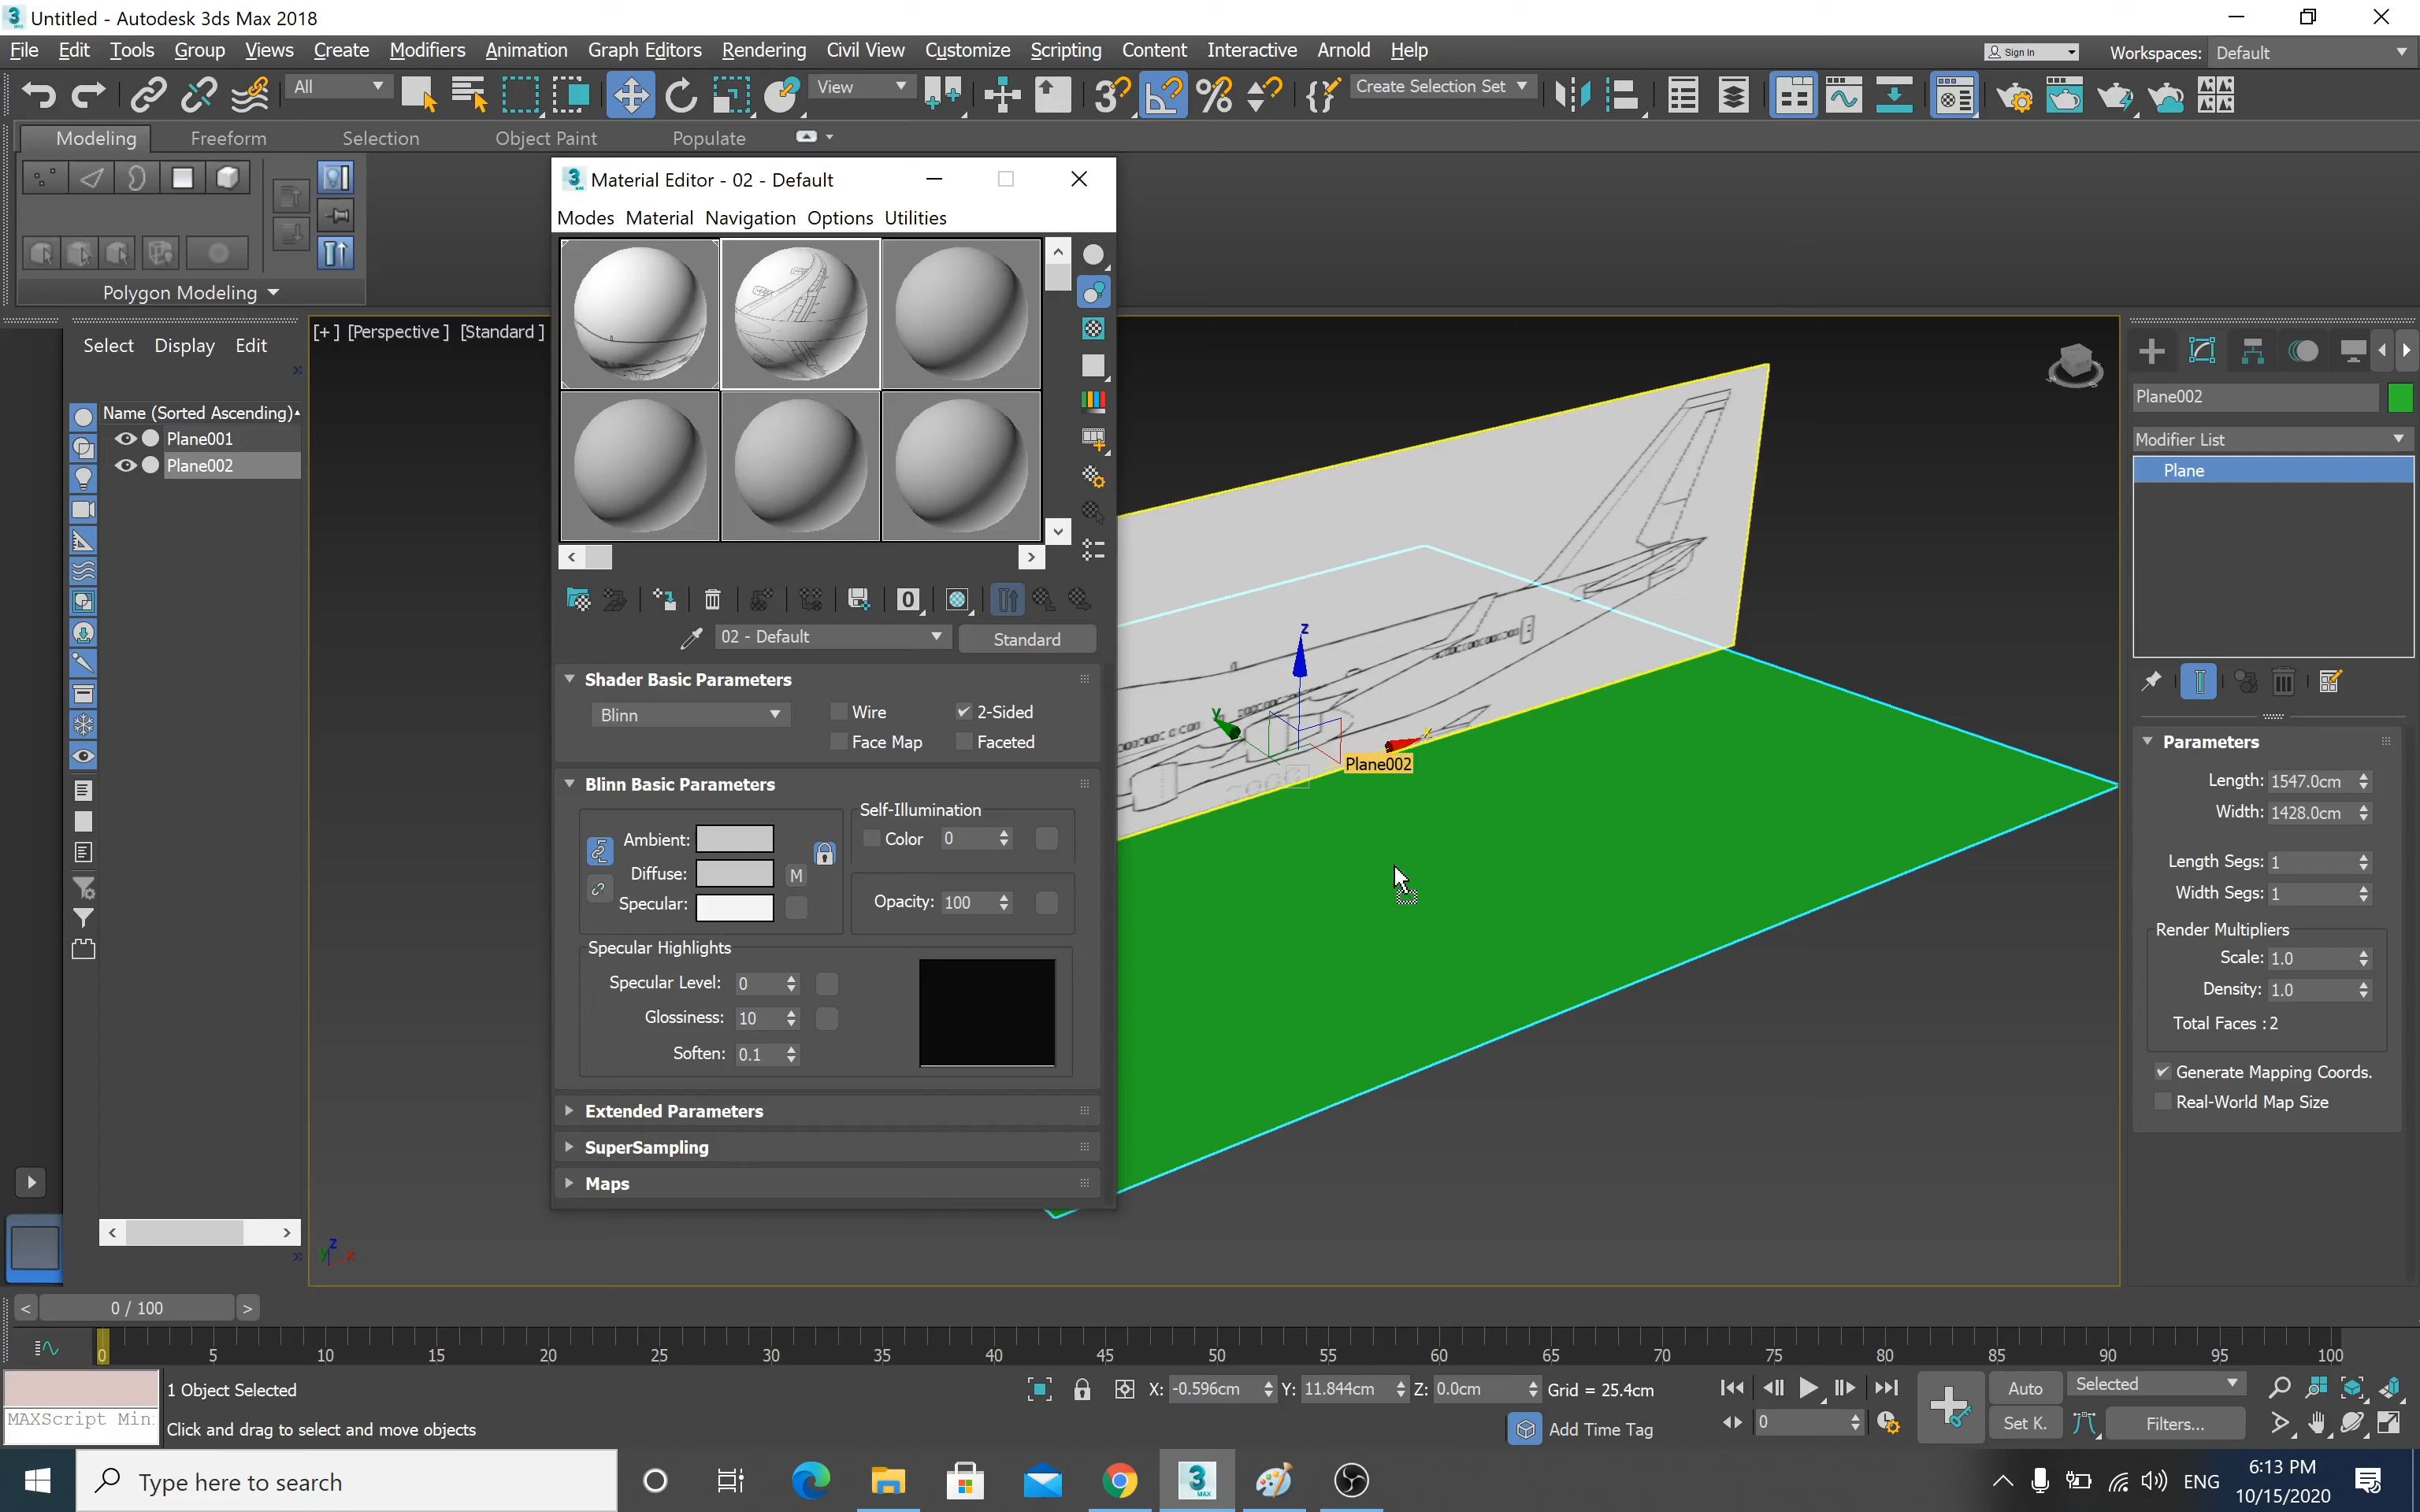 Untitled - Autodesk 3ds Max 2018
File Edit Tools Group Views Create Modifiers Animation Graph Editors Rendering Civil View Customize Scripting Content Interactive Arnold Help
Sign In
Workspaces: Default
All
View
Create Selection Set
Modeling Freeform Selection Object Paint Populate
Polygon Modeling
Select Display Edit
Name (Sorted Ascending)
Plane001
Plane002
[+] [Perspective] [Standard]
Material Editor - 02 - Default
Modes Material Navigation Options Utilities
02 - Default
Standard
Shader Basic Parameters
Blinn
Wire
2-Sided
Face Map
Faceted
Blinn Basic Parameters
Self-Illumination
Ambient:
Color 0
Diffuse:
M
Specular:
Opacity: 100
Specular Highlights
Specular Level: 0
Glossiness: 10
Soften: 0.1
Extended Parameters
SuperSampling
Maps
z
y
x
Plane002
Plane002
Modifier List
Plane
Parameters
Length: 1547.0cm
Width: 1428.0cm
Length Segs: 1
Width Segs: 1
Render Multipliers
Scale: 1.0
Density: 1.0
Total Faces : 2
Generate Mapping Coords.
Real-World Map Size
z
y
x
0 / 100
0 5 10 15 20 25 30 35 40 45 50 55 60 65 70 75 80 85 90 95 100
1 Object Selected
MAXScript Min
Click and drag to select and move objects
X: -0.596cm Y: 11.844cm Z: 0.0cm Grid = 25.4cm
Add Time Tag
0
Auto
Selected
Set K.
Filters...
Type here to search
ENG
6:13 PM
10/15/2020